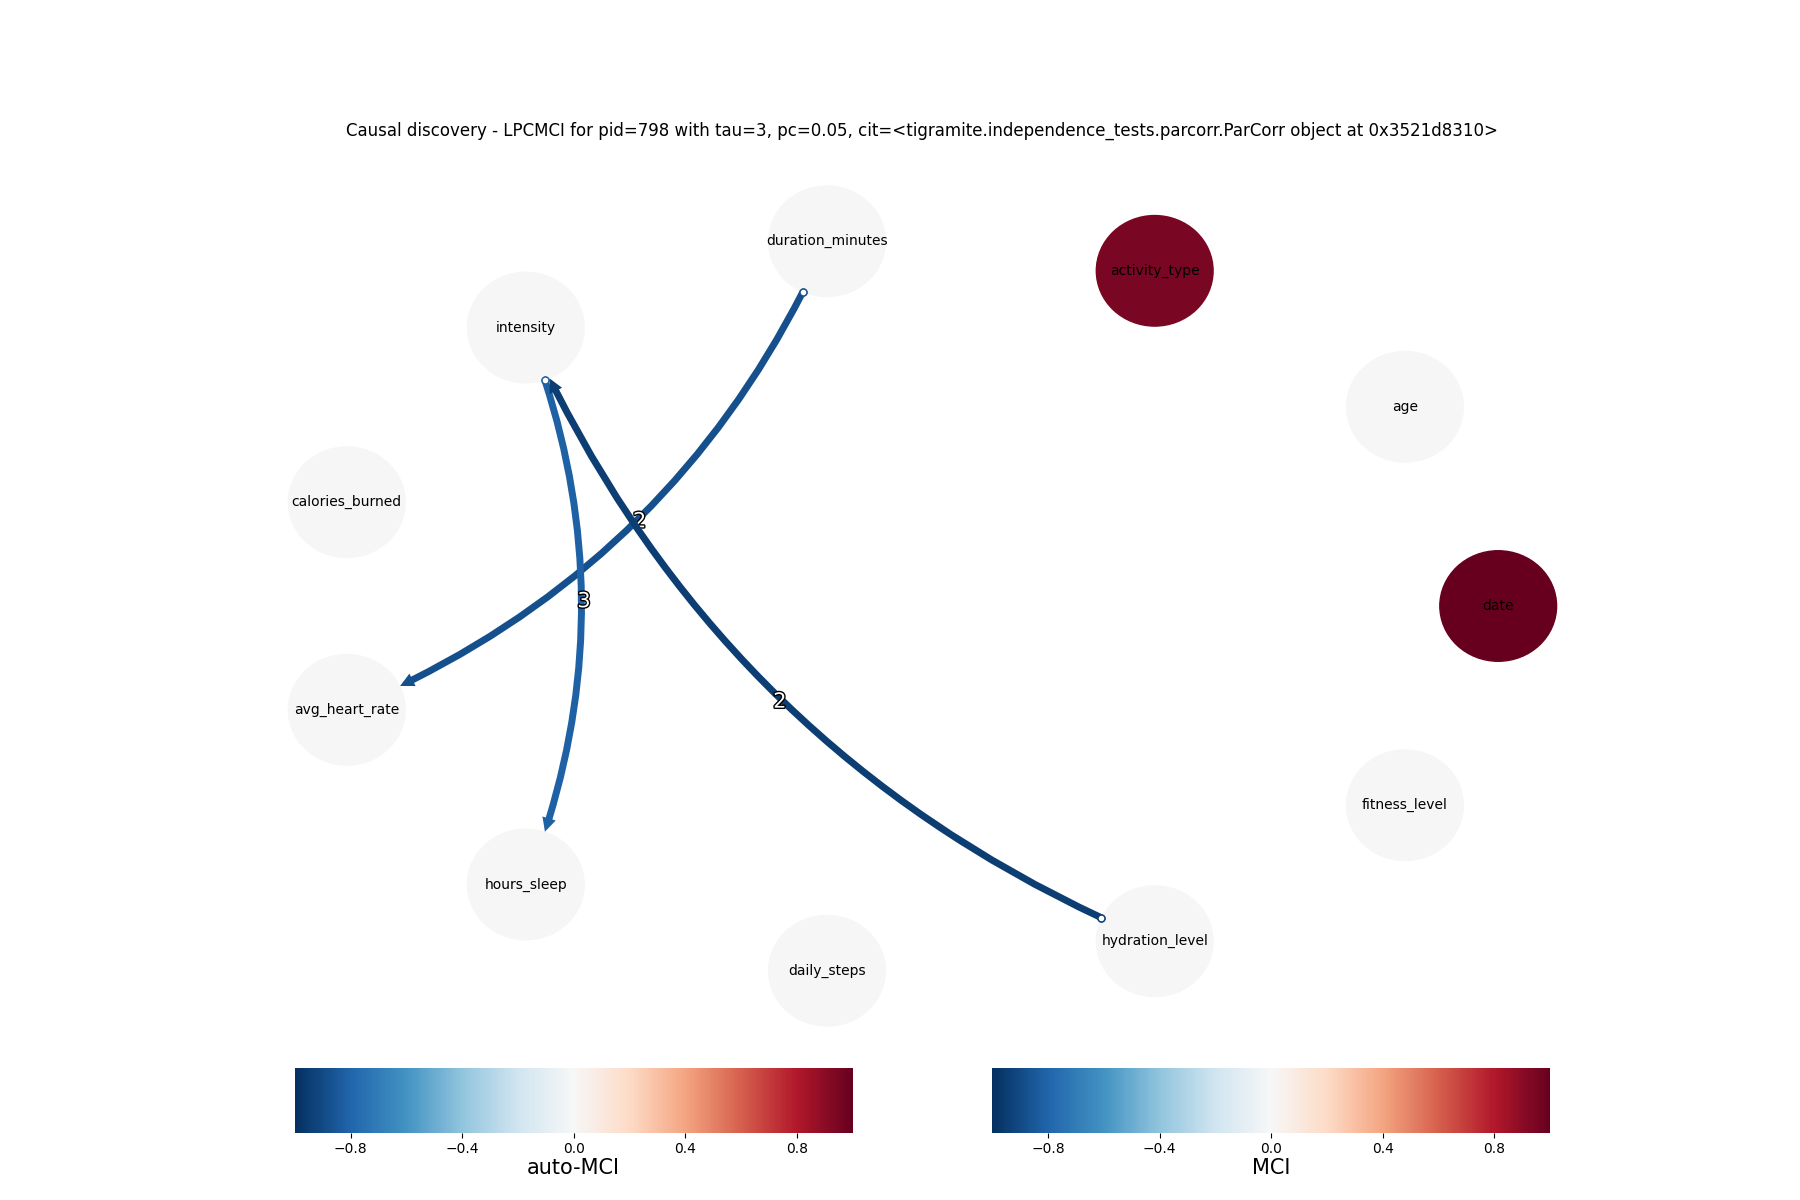 Causal discovery - LPCMCI for pid=798 with tau=3, pc=0.05, cit=<tigramite.independence_tests.parcorr.ParCorr object at 0x3521d8310>
duration_minutes
activity_type
intensity
age
calories_burned
2
3
date
2
avg_heart_rate
fitness_level
hours_sleep
hydration_level
daily_steps
−0.8 −0.4 0.0 0.4 0.8
auto-MCI
−0.8 −0.4 0.0 0.4 0.8
MCI